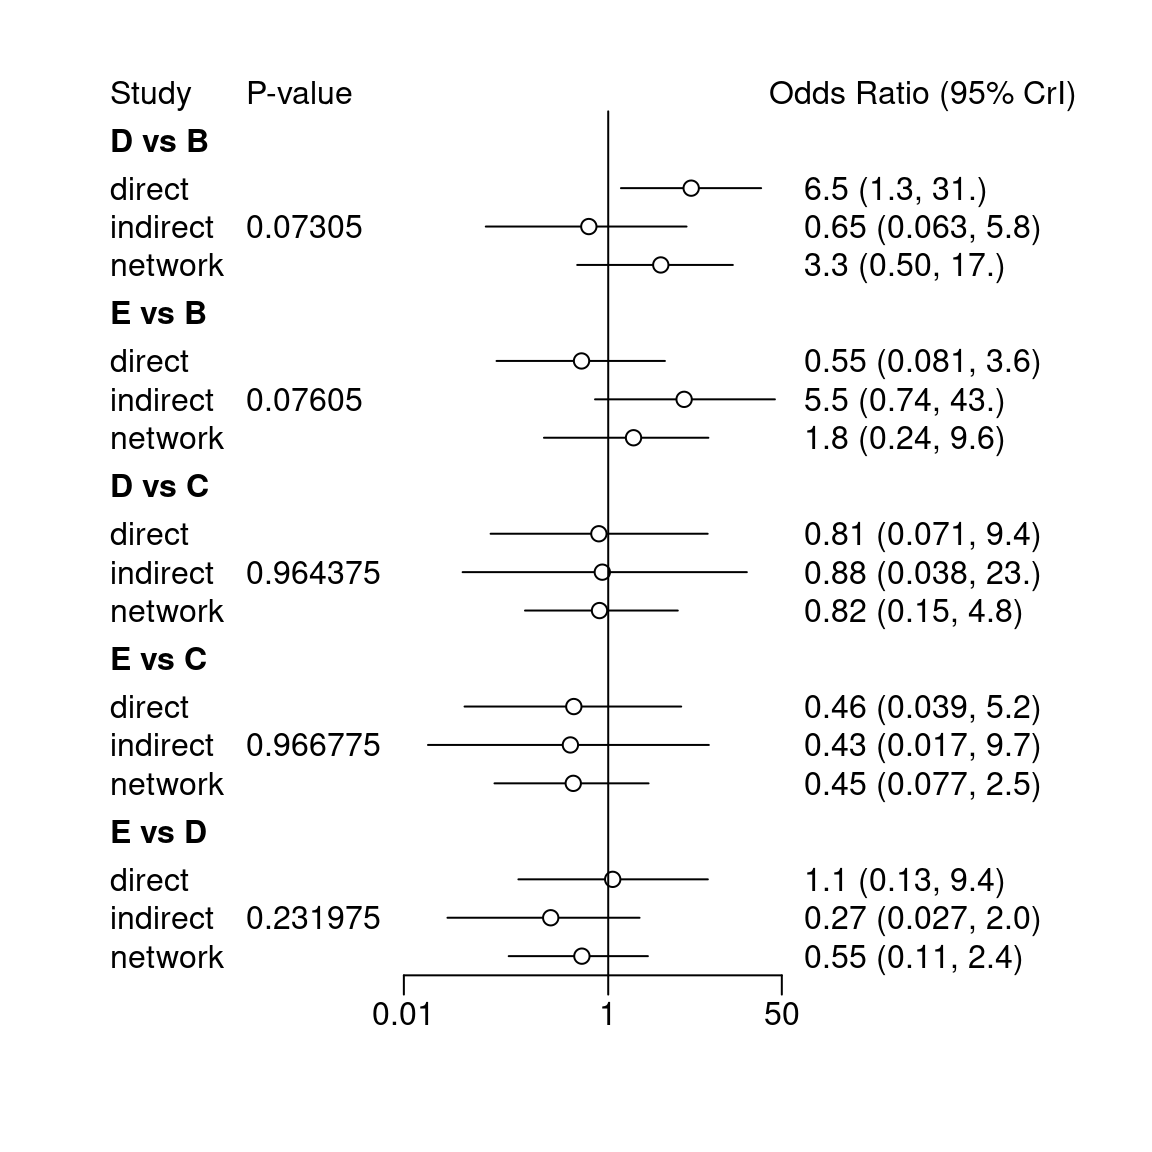 Study P-value Odds Ratio (95% CrI)
D vs B
direct 6.5 (1.3, 31.)
indirect 0.07305 0.65 (0.063, 5.8)
network 3.3 (0.50, 17.)
E vs B
direct 0.55 (0.081, 3.6)
indirect 0.07605 5.5 (0.74, 43.)
network 1.8 (0.24, 9.6)
D vs C
direct 0.81 (0.071, 9.4)
indirect 0.964375 0.88 (0.038, 23.)
network 0.82 (0.15, 4.8)
E vs C
direct 0.46 (0.039, 5.2)
indirect 0.966775 0.43 (0.017, 9.7)
network 0.45 (0.077, 2.5)
E vs D
direct 1.1 (0.13, 9.4)
indirect 0.231975 0.27 (0.027, 2.0)
network 0.55 (0.11, 2.4)
0.01 1 50